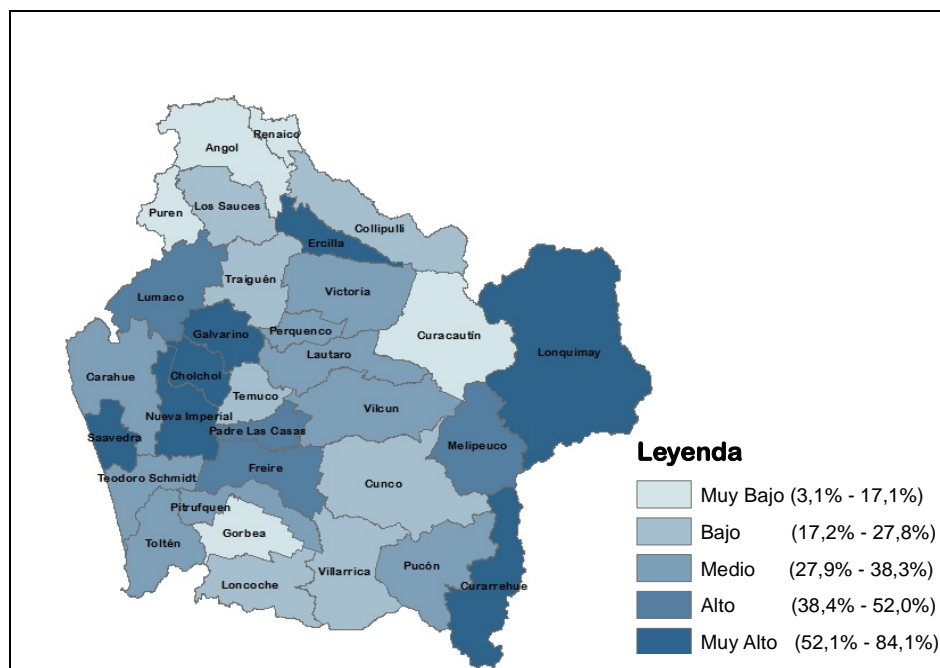 Renaico
Angol
Los Sauces
Puren
Collipulli
Ercilla
Traiguén
Victoria
Lumaco
Galvarino
Perquenco
Curacautín
Lautaro
Lonquimay
Cholchol
Carahue
Temuco
Vilcun
Nueva Imperial
Padre Las Casas
Saavedra
Melipeuco
Freire
Teodoro Schmidt
Cunco
Pitrufquen
Gorbea
Toltén
Pucón
Villarrica
Curarrehue
Loncoche
Leyenda
Muy Bajo (3,1% - 17,1%)
Bajo (17,2% - 27,8%)
Medio (27,9% - 38,3%)
Alto (38,4% - 52,0%)
Muy Alto (52,1% - 84,1%)